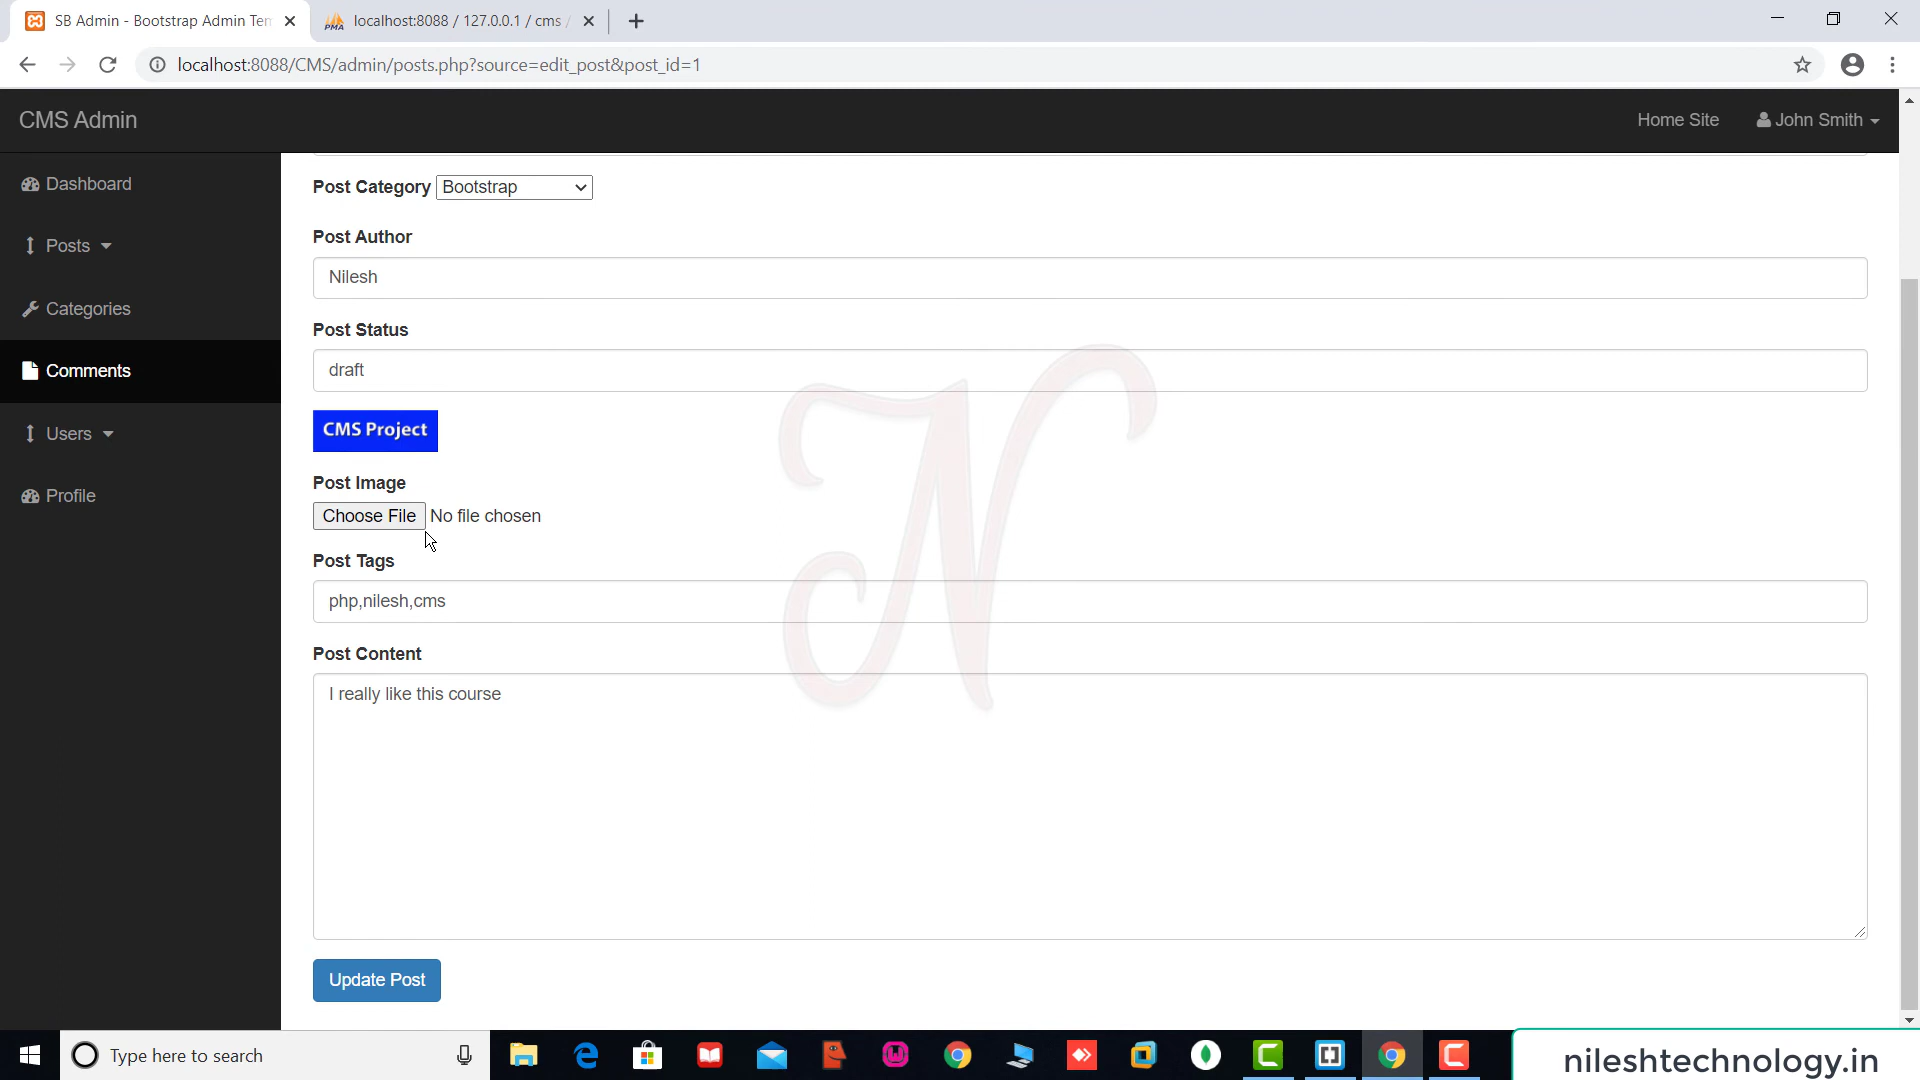 SB Admin - Bootstrap Admin Tem
localhost:8088 / 127.0.0.1 / cms /
localhost:8088/CMS/admin/posts.php?source=edit_post&post_id=1
CMS Admin
Home Site
John Smith
Dashboard
Posts
Categories
Comments
Users
Profile
Post Category Bootstrap
Post Author
Nilesh
Post Status
draft
CMS Project
Post Image
Choose File No file chosen
Post Tags
php,nilesh,cms
Post Content
I really like this course
Update Post
N
Type here to search
nileshtechnology.in